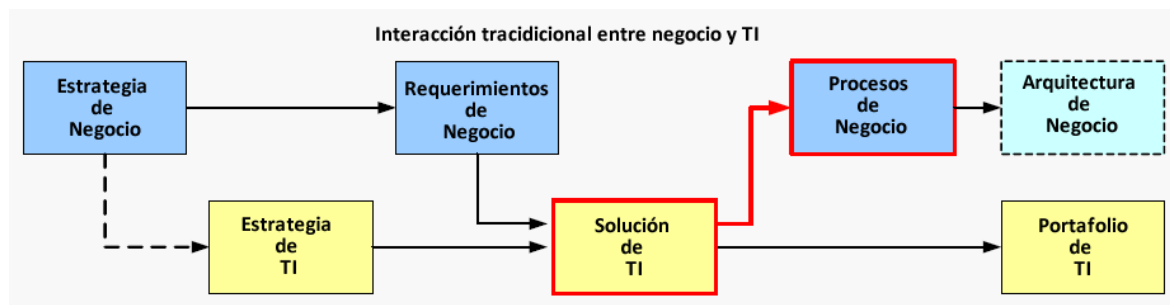 Interacción tracidicional entre negocio y TI
Estrategia
de
Negocio
Requerimientos
de
Negocio
Procesos
de
Negocio
Arquitectura
de
Negocio
Estrategia
de
TI
Solución
de
TI
Portafolio
de
TI